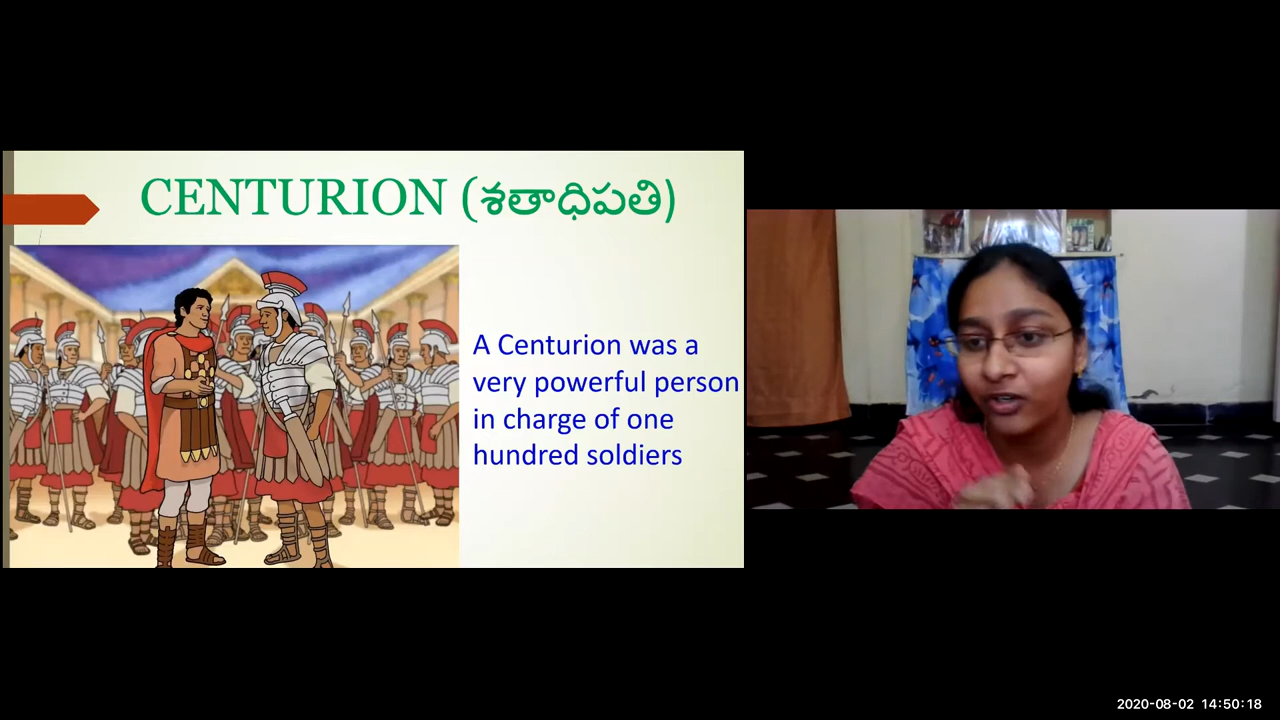 CENTURION (శతాధిపతి)
A Centurion was a
very powerful person
in charge of one
hundred soldiers
2020-08-02 14:50:18